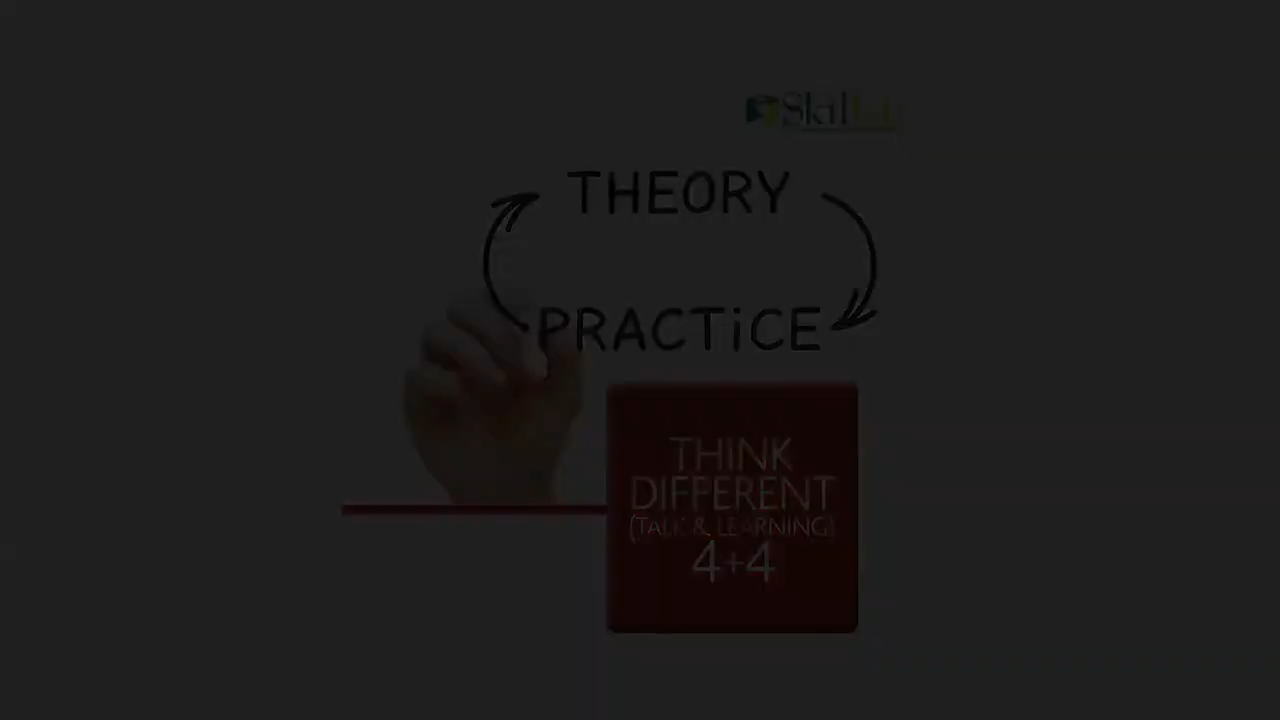 THEORY
PRACTiCE
THINK
DIFFERENT
(TALK & LEARNING)
4+4